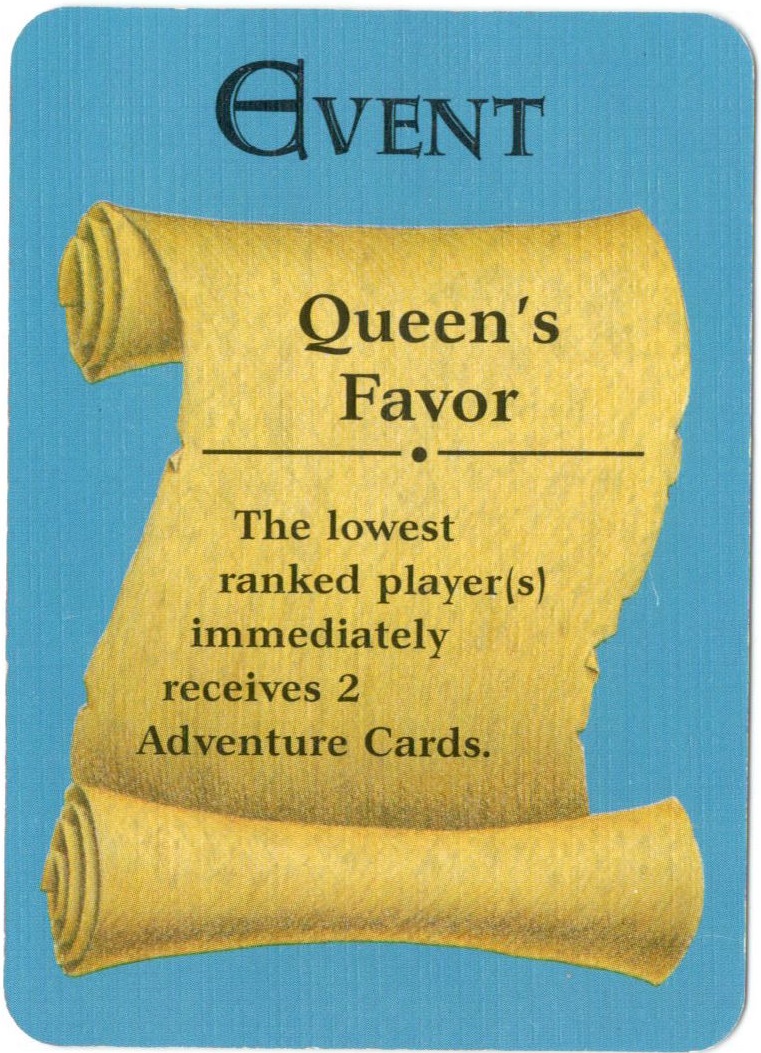 EVENT
Queen's
Favor
The lowest
ranked player(s)
immediately
receives 2
Adventure Cards.